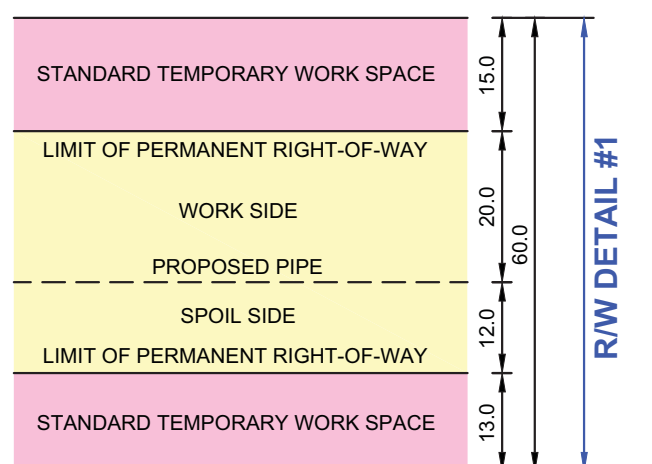 STANDARD TEMPORARY WORK SPACE
15.0
LIMIT OF PERMANENT RIGHT-OF-WAY
WORK SIDE
20.0
60.0
R/W DETAIL #1
PROPOSED PIPE
SPOIL SIDE
12.0
LIMIT OF PERMANENT RIGHT-OF-WAY
STANDARD TEMPORARY WORK SPACE
13.0